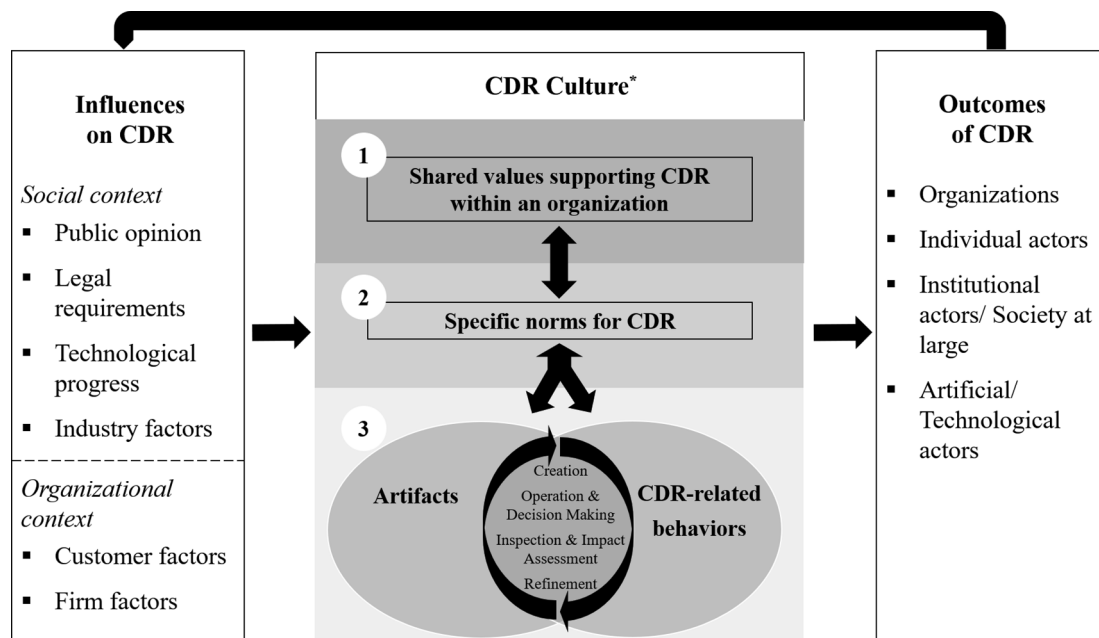 Influences
on CDR
Social context
▪ Public opinion
▪ Legal
requirements
▪ Technological
progress
▪ Industry factors
Organizational
context
▪ Customer factors
▪ Firm factors
CDR Culture*
1
Shared values supporting CDR
within an organization
2
Specific norms for CDR
3
Artifacts
Creation
Operation &
Decision Making
Inspection & Impact
Assessment
Refinement
CDR-related
behaviors
Outcomes
of CDR
▪ Organizations
▪ Individual actors
▪ Institutional
actors/ Society at
large
▪ Artificial/
Technological
actors